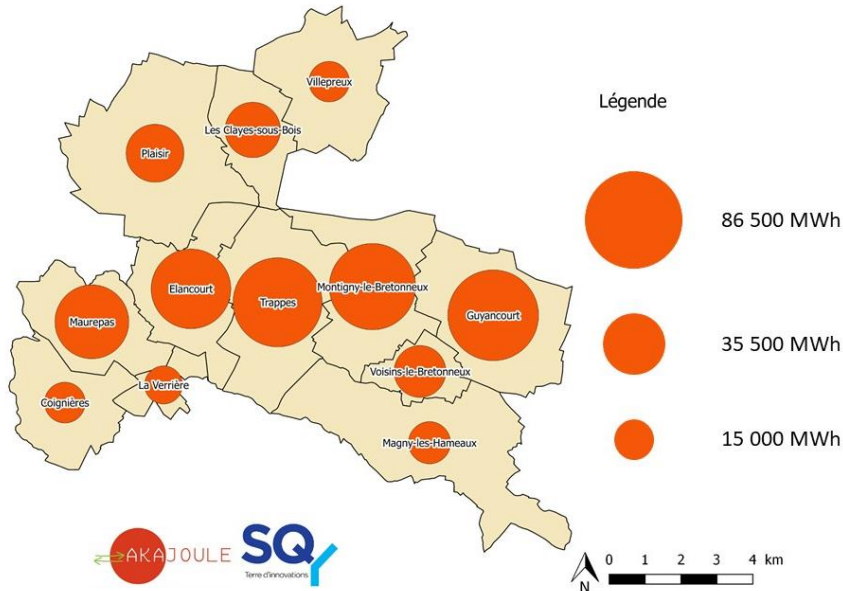 Villepreux
Les Clayes-sous-Bois
Plaisir
Elancourt
Trappes
Montigny-le-Bretonneux
Guyancourt
Maurepas
La Verrière
Voisins-le-Bretonneux
Coignières
Magny-les-Hameaux
Légende
86 500 MWh
35 500 MWh
15 000 MWh
AKAJOULE
SQY
Terre d'innovations
N
0 1 2 3 4 km